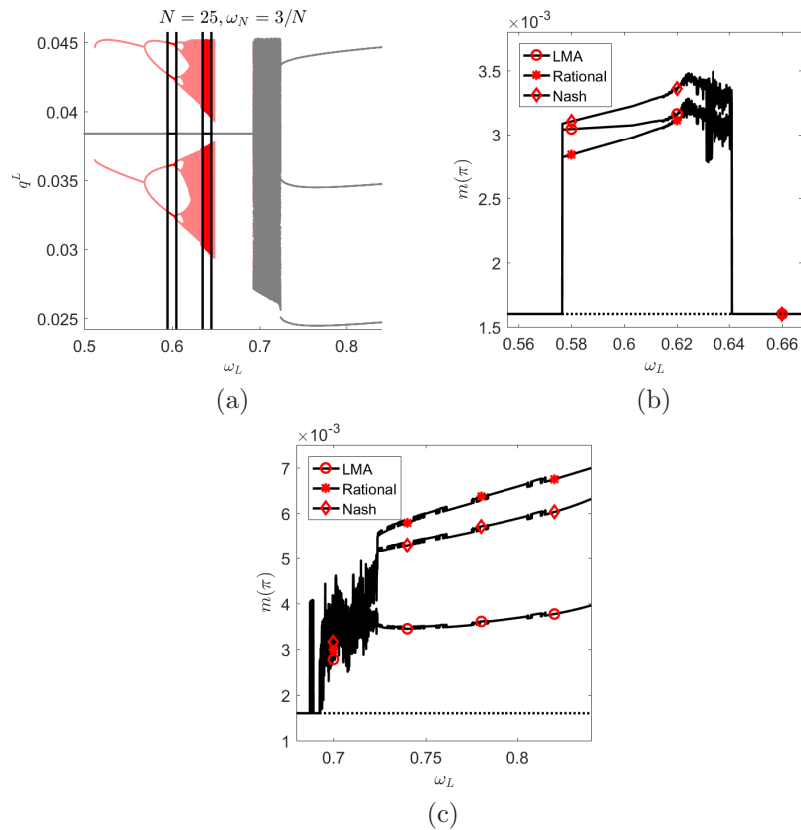 N = 25, ω_N = 3/N
0.045
0.04
0.035
0.03
0.025
q^L
0.5 0.6 0.7 0.8
ω_L
(a)
×10^-3
3.5
3
2.5
2
1.5
m(π)
LMA
Rational
Nash
0.56 0.58 0.6 0.62 0.64 0.66
ω_L
(b)
×10^-3
7
6
5
4
3
2
1
m(π)
LMA
Rational
Nash
0.7 0.75 0.8
ω_L
(c)